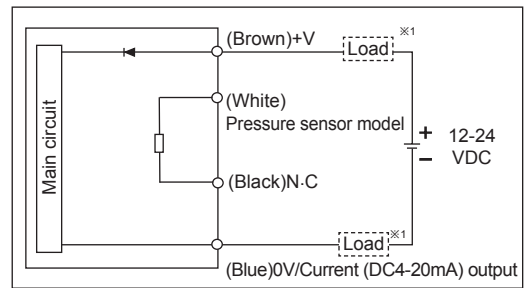 (Brown)+V
Load
※1
(White)
Pressure sensor model
Main circuit
+
12-24
VDC
−
(Black)N·C
Load
※1
(Blue)0V/Current (DC4-20mA) output